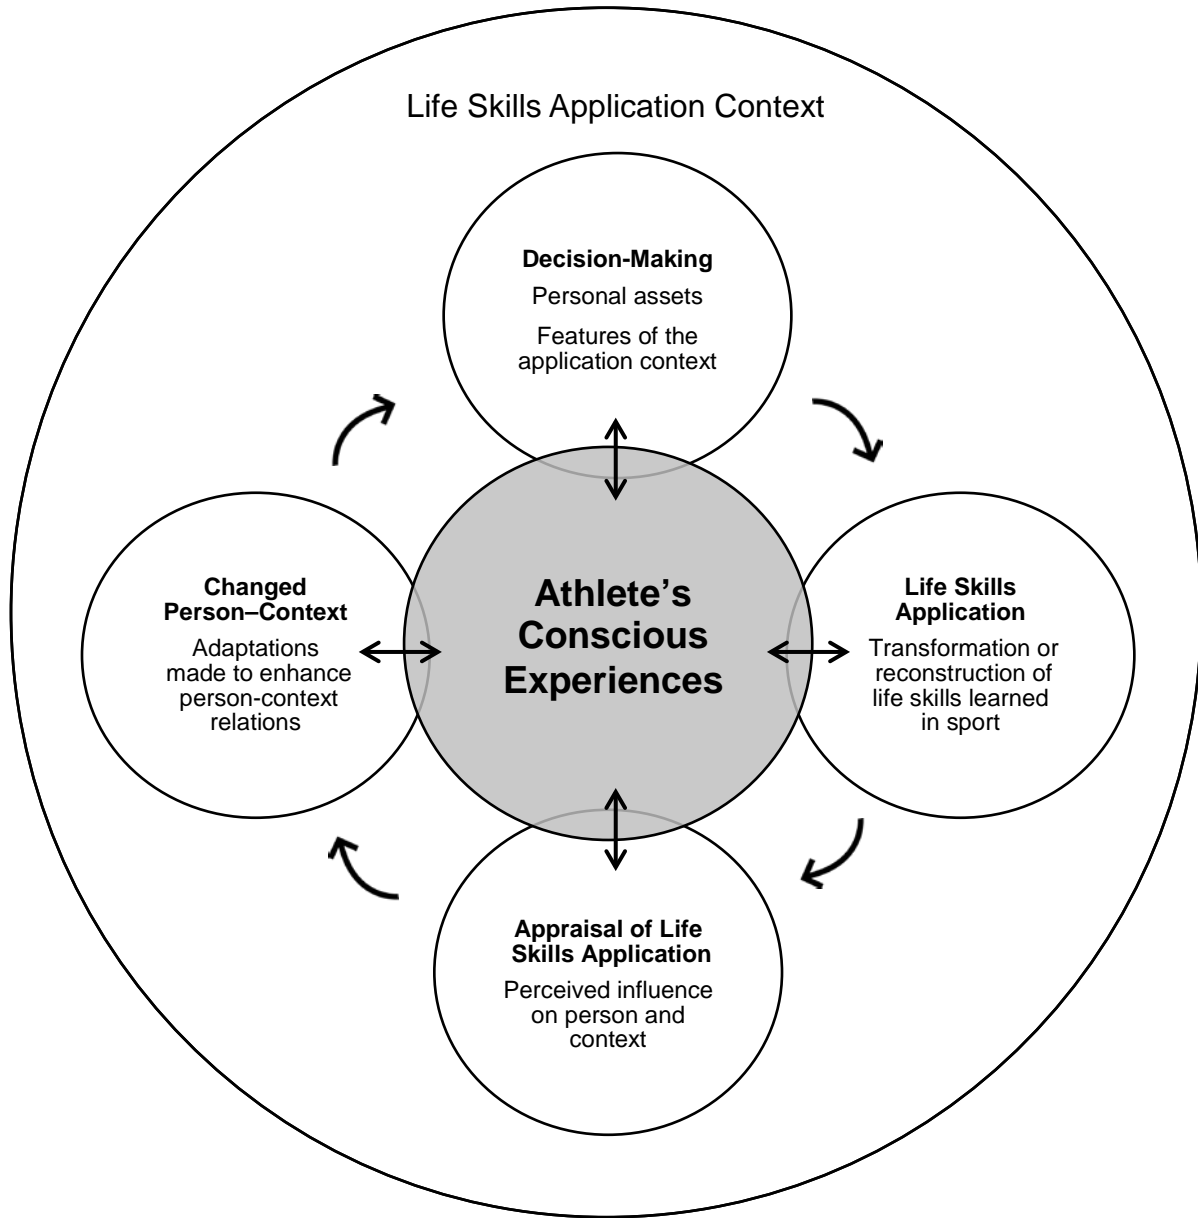 Life Skills Application Context
Decision-Making
Personal assets
Features of the
application context
Changed
Person–Context
Adaptations
made to enhance
person-context
relations
Athlete’s
Conscious
Experiences
Life Skills
Application
Transformation or
reconstruction of
life skills learned
in sport
Appraisal of Life
Skills Application
Perceived influence
on person and
context